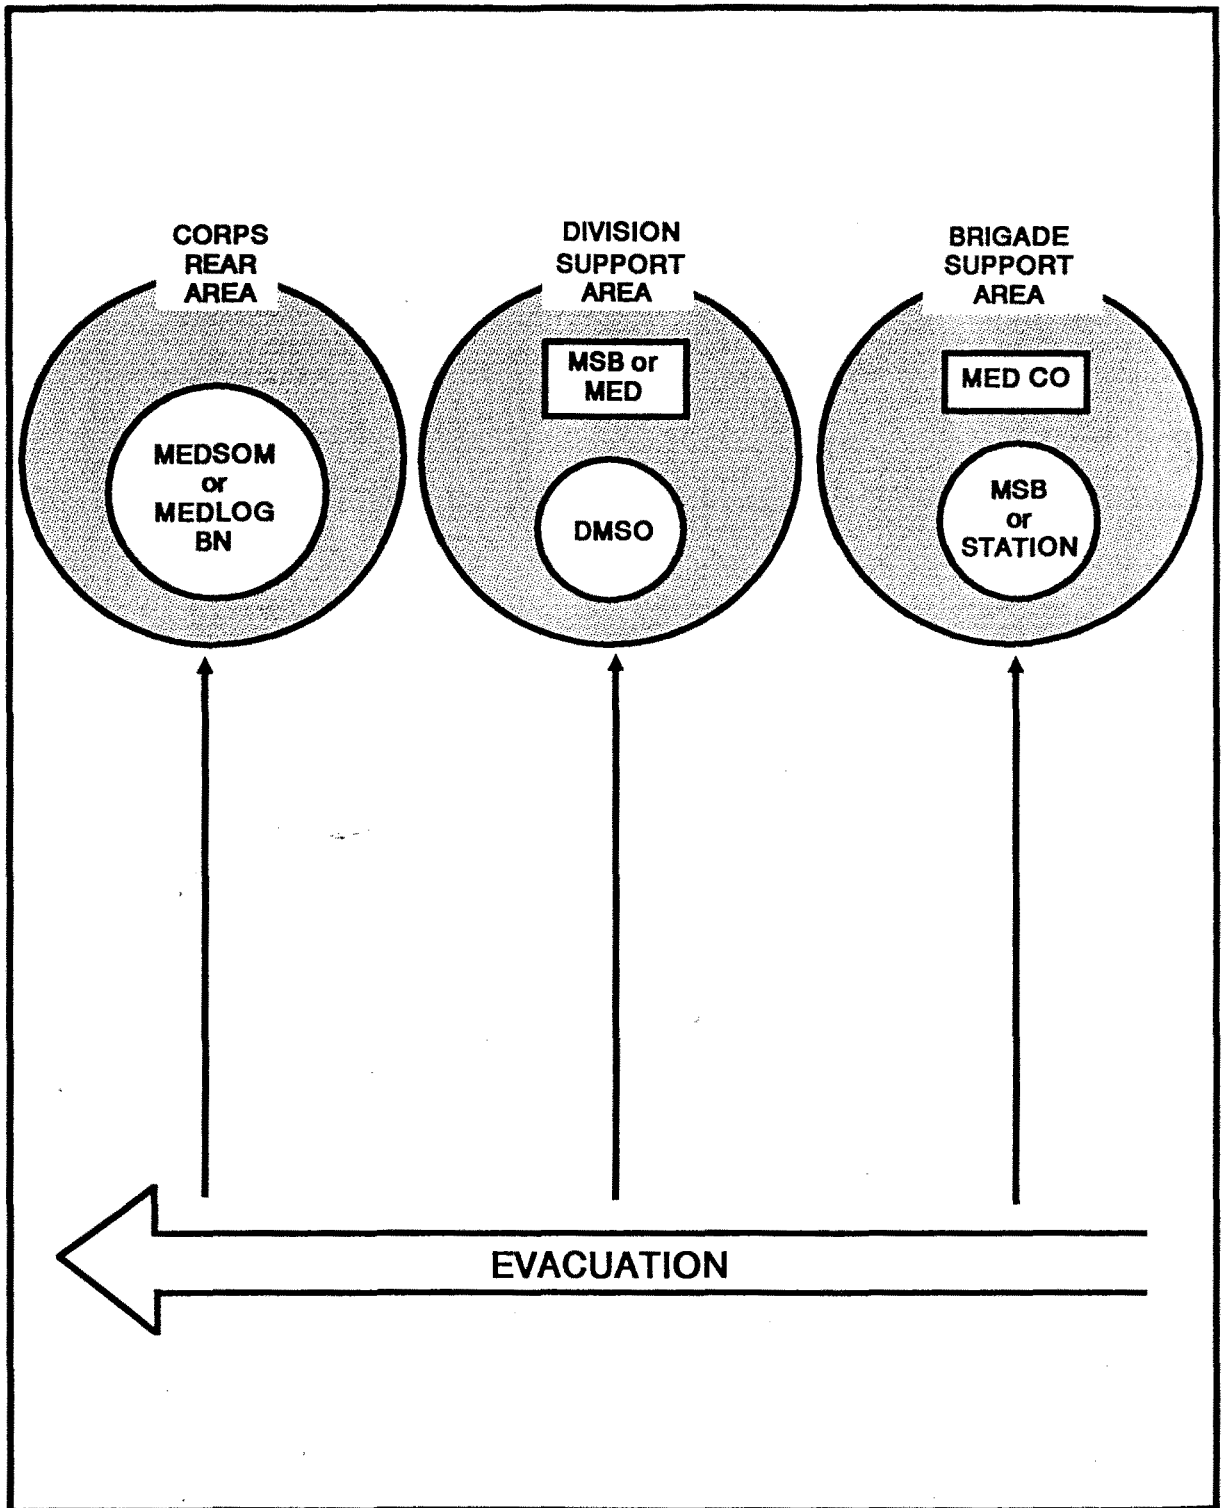 CORPS
REAR
AREA
MEDSOM
or
MEDLOG
BN
DIVISION
SUPPORT
AREA
MSB or
MED
DMSO
BRIGADE
SUPPORT
AREA
MED CO
MSB
or
STATION
EVACUATION